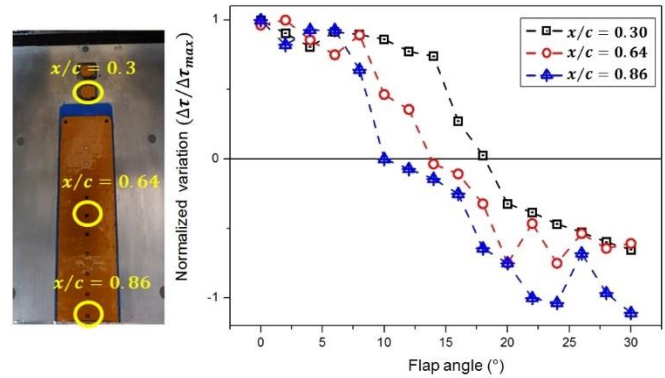 x/c = 0.3
x/c = 0.64
x/c = 0.86
Normalized variation (Δτ/Δτmax)
1
0
-1
x/c = 0.30
x/c = 0.64
x/c = 0.86
0 5 10 15 20 25 30
Flap angle (°)